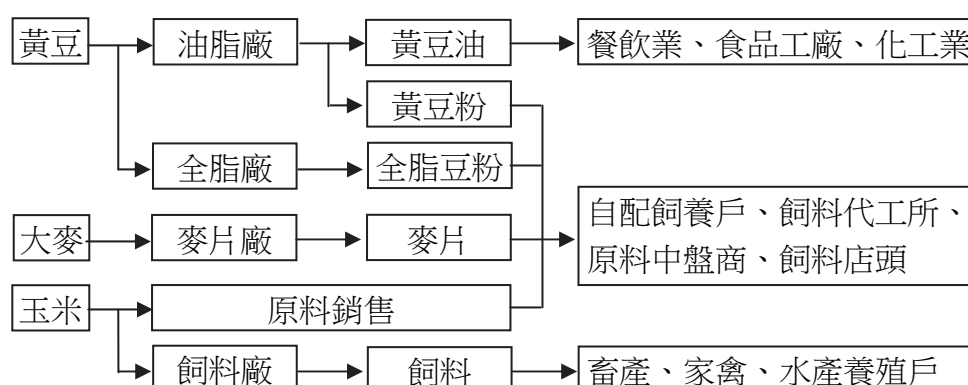 黃豆 油脂廠 黃豆油 餐飲業、食品工廠、化工業
黃豆粉
全脂廠 全脂豆粉
自配飼養戶、飼料代工所、
大麥 麥片廠 麥片
原料中盤商、飼料店頭
玉米 原料銷售
飼料廠 飼料 畜產、家禽、水產養殖戶